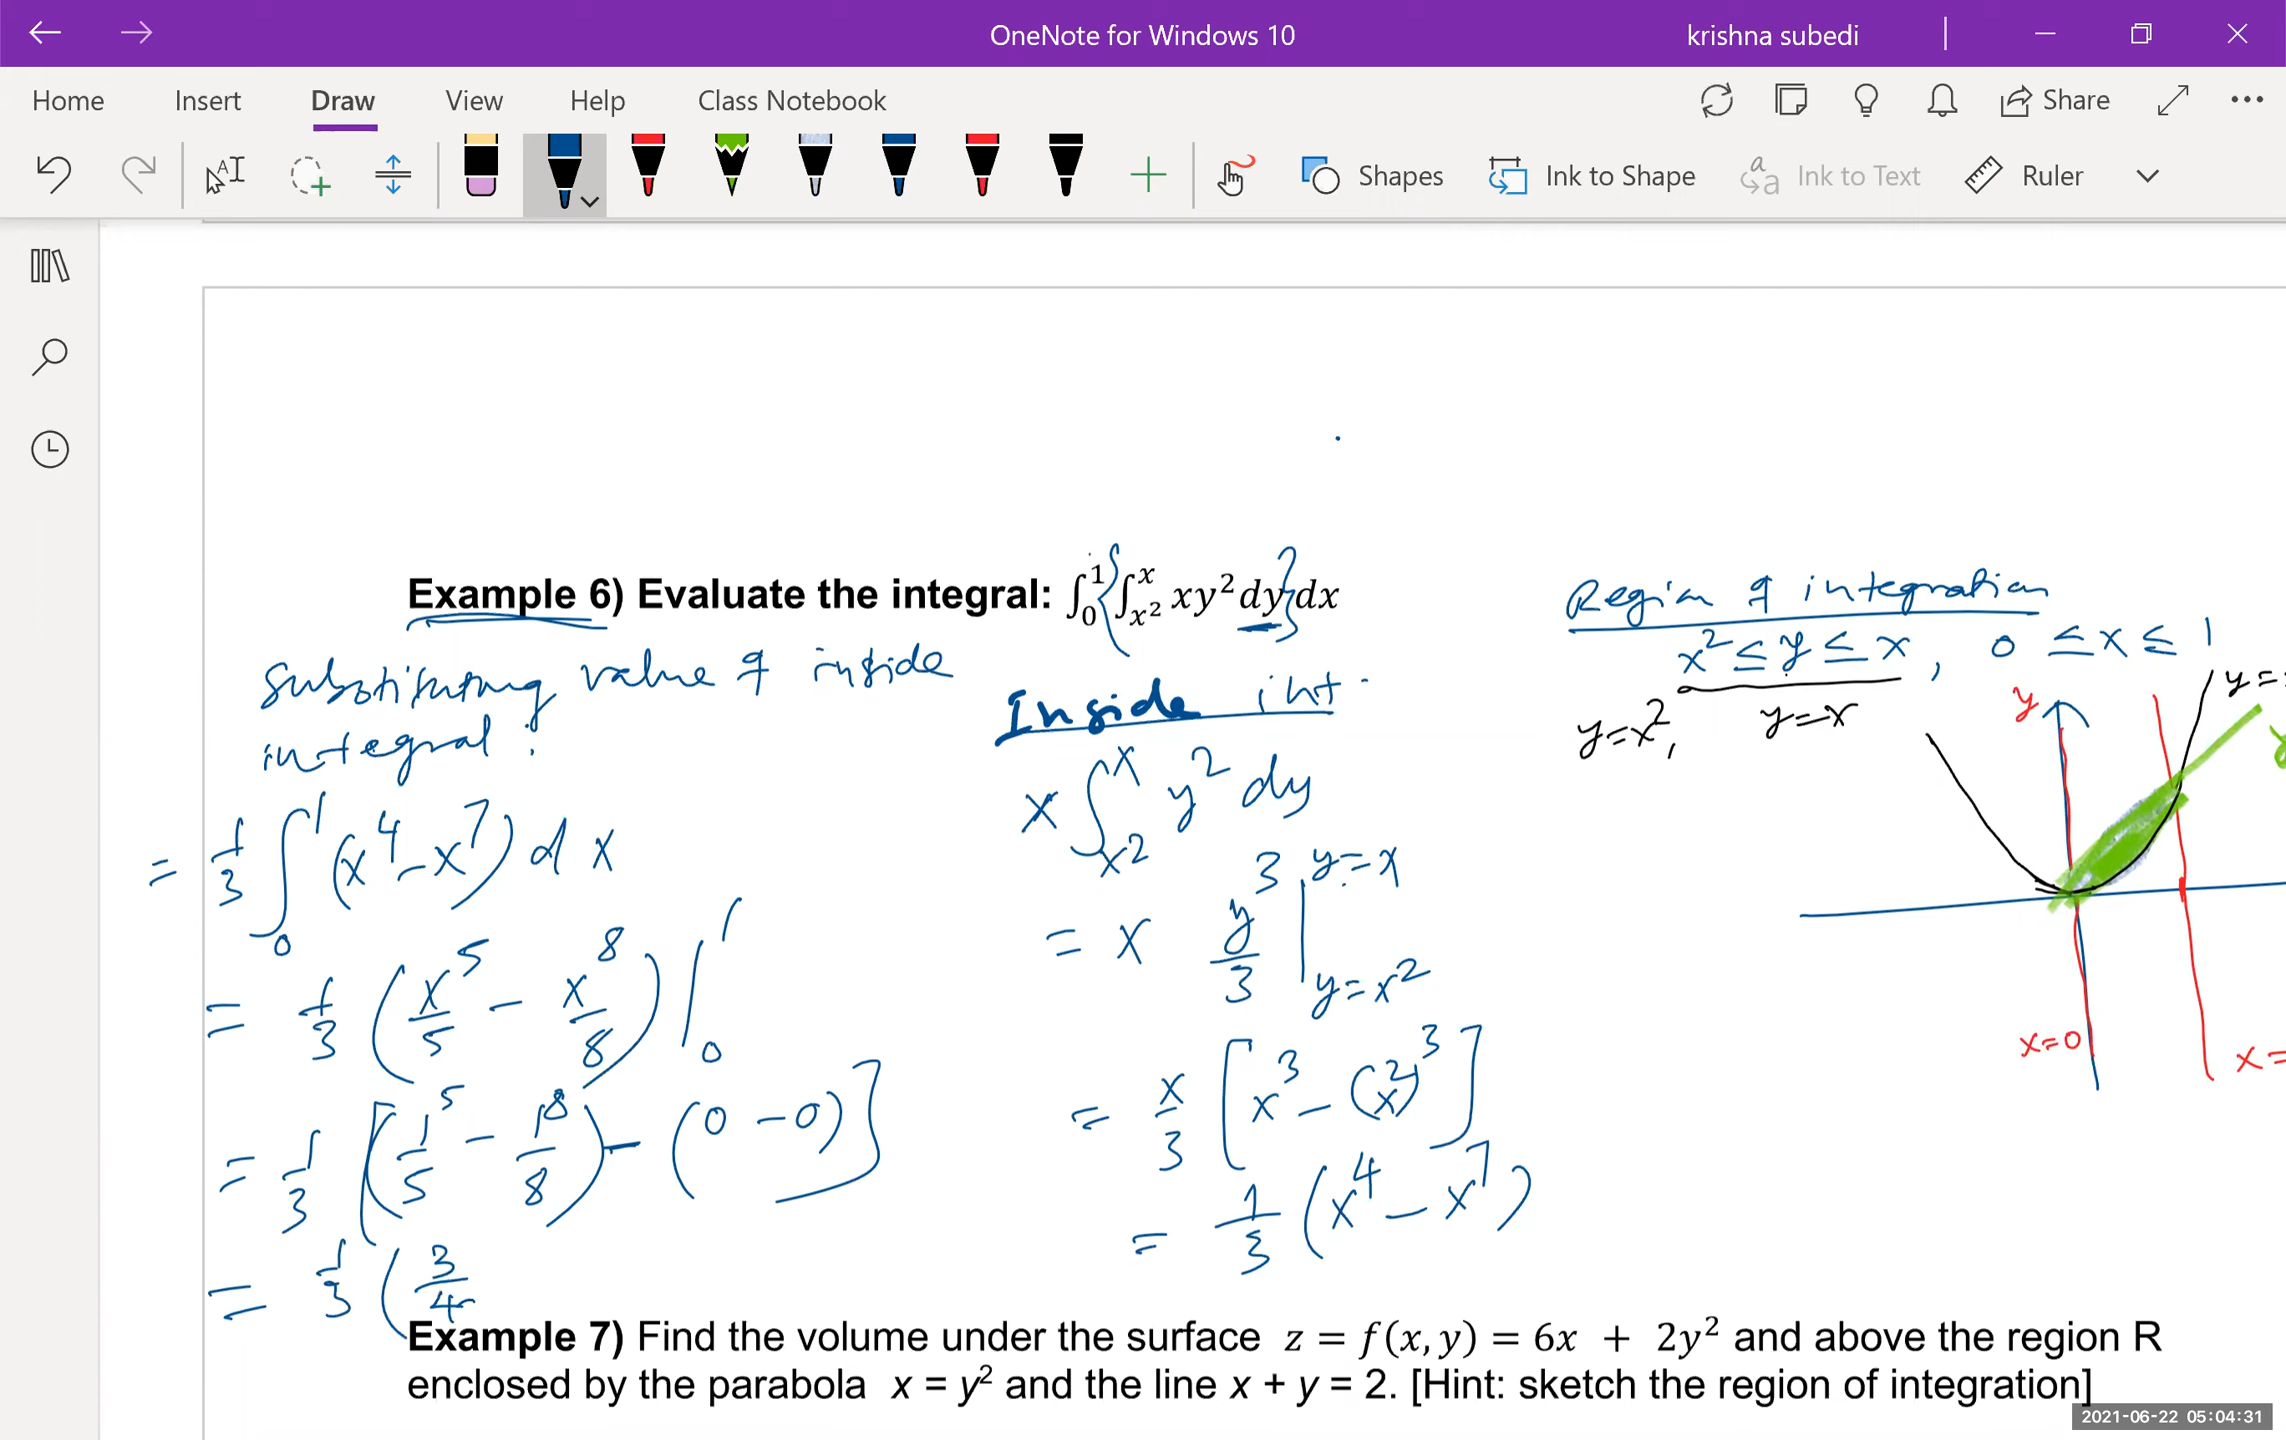 OneNote for Windows 10
krishna subedi
Home Insert Draw View Help Class Notebook
Share
Shapes Ink to Shape Ink to Text Ruler
Example 6) Evaluate the integral: ∫₀¹{∫ₓ²ˣ xy² dy}dx
Substituting value of inside
integral:
= 1/3 ∫₀¹ (x⁴ - x⁷) dx
= 1/3 (x⁵/5 - x⁸/8) |₀¹
= 1/3 [(1⁵/5 - 1⁸/8) - (0 - 0)]
= 1/3 (3/4
Inside int.
x ∫ₓ²ˣ y² dy
= x y³/3 | y=x y=x²
= x/3 [x³ - (x²)³]
= 1/3 (x⁴ - x⁷)
Region of integration
x² ≤ y ≤ x, 0 ≤ x ≤ 1
y=x², y=x
y
y=
x=0
x=
Example 7) Find the volume under the surface z = f(x, y) = 6x + 2y² and above the region R
enclosed by the parabola x = y² and the line x + y = 2. [Hint: sketch the region of integration]
2021-06-22 05:04:31